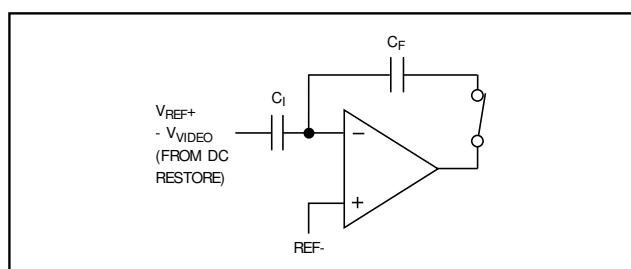 CF
CI
VREF+
- VVIDEO
(FROM DC
RESTORE)
−
+
REF-